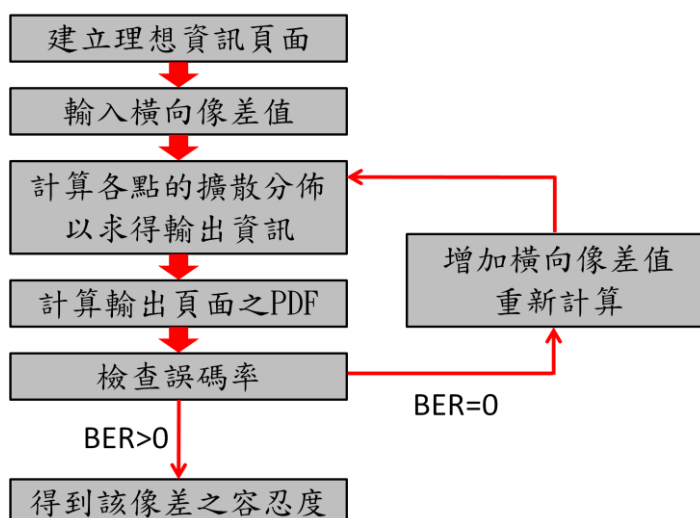 建立理想資訊頁面
輸入橫向像差值
計算各點的擴散分佈
以求得輸出資訊
增加橫向像差值
重新計算
計算輸出頁面之PDF
檢查誤碼率
BER=0
BER>0
得到該像差之容忍度